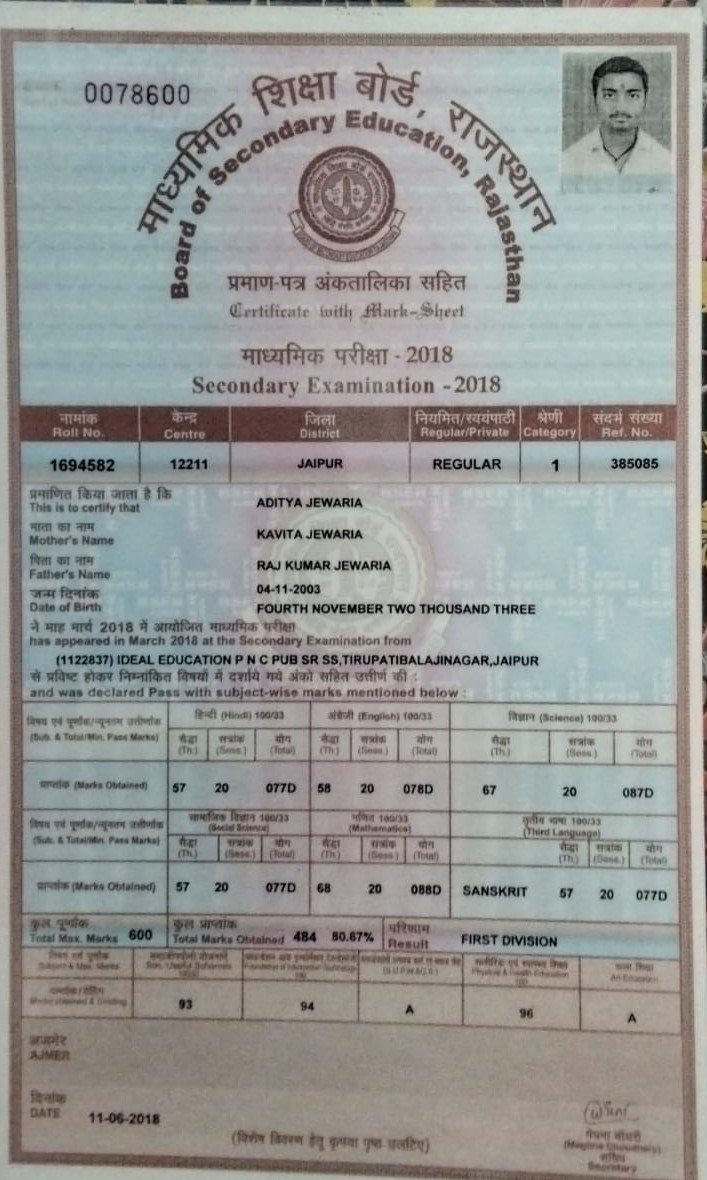 0078600
माध्यमिक शिक्षा बोर्ड, राजस्थान
Board of Secondary Education, Rajasthan
प्रमाण-पत्र अंकतालिका सहित
Certificate with Mark-Sheet
माध्यमिक परीक्षा - 2018
Secondary Examination - 2018
नामांक केन्द्र जिला नियमित/स्वयंपाठी श्रेणी संदर्भ संख्या
Roll No. Centre District Regular/Private Category Ref. No.
1694582 12211 JAIPUR REGULAR 1 385085
प्रमाणित किया जाता है कि
This is to certify that ADITYA JEWARIA
माता का नाम
Mother's Name KAVITA JEWARIA
पिता का नाम
Father's Name RAJ KUMAR JEWARIA
जन्म दिनांक 04-11-2003
Date of Birth FOURTH NOVEMBER TWO THOUSAND THREE
ने माह मार्च 2018 में आयोजित माध्यमिक परीक्षा
has appeared in March 2018 at the Secondary Examination from
(1122837) IDEAL EDUCATION P N C PUB SR SS,TIRUPATIBALAJINAGAR,JAIPUR
से प्रविष्ट होकर निम्नांकित विषयों में दर्शाये गये अंको सहित उत्तीर्ण की :
and was declared Pass with subject-wise marks mentioned below :
विषय एवं पूर्णांक/न्यूनतम उत्तीर्णांक हिन्दी (Hindi) 100/33 अंग्रेजी (English) 100/33 विज्ञान (Science) 100/33
(Sub. & Total/Min. Pass Marks) सैद्धा सत्रांक योग सैद्धा सत्रांक योग सैद्धा सत्रांक योग
(Th.) (Sess.) (Total) (Th.) (Sess.) (Total) (Th.) (Sess.) (Total)
प्राप्तांक (Marks Obtained) 57 20 077D 58 20 078D 67 20 087D
विषय एवं पूर्णांक/न्यूनतम उत्तीर्णांक सामाजिक विज्ञान 100/33 गणित 100/33 तृतीय भाषा 100/33
(Social Science) (Mathematics) (Third Language)
(Sub. & Total/Min. Pass Marks) सैद्धा सत्रांक योग सैद्धा सत्रांक योग सैद्धा सत्रांक योग
(Th.) (Sess.) (Total) (Th.) (Sess.) (Total) (Th.) (Sess.) (Total)
प्राप्तांक (Marks Obtained) 57 20 077D 68 20 088D SANSKRIT 57 20 077D
कुल पूर्णांक कुल प्राप्तांक परिणाम
Total Max. Marks 600 Total Marks Obtained 484 80.67% Result FIRST DIVISION
Physical & Health Education Art Education
93 94 A 96 A
अजमेर
AJMER
दिनांक
DATE 11-06-2018
(विशेष विवरण हेतु कृपया पृष्ठ उलटिए)
मेघना चौधरी
(Meghna Choudhary)
सचिव
Secretary